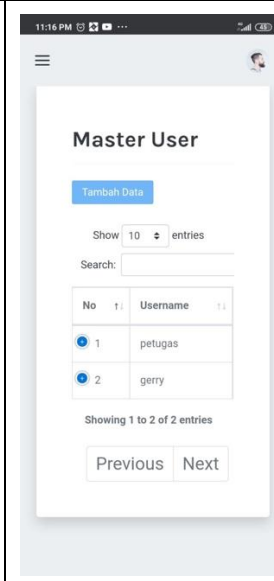 11:16 PM
Master User
Tambah Data
Show 10 entries
Search:
No Username
1 petugas
2 gerry
Showing 1 to 2 of 2 entries
Previous Next